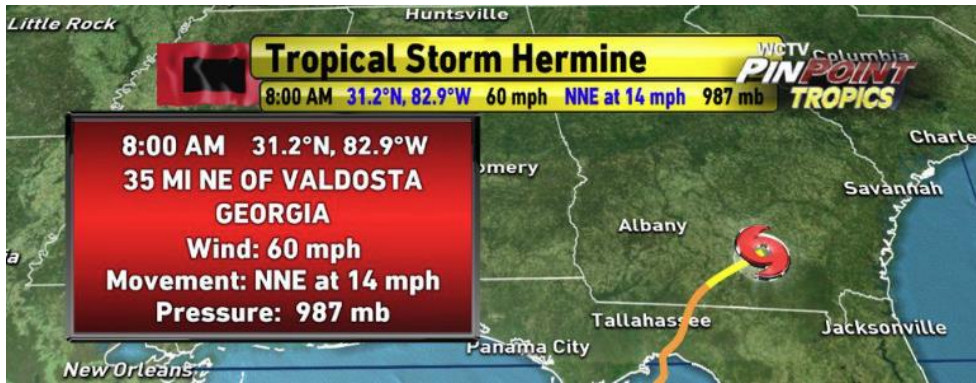 Huntsville
Little Rock
Tropical Storm Hermine
WCTV Columbia
PINPOINT
TROPICS
8:00 AM 31.2°N, 82.9°W 60 mph NNE at 14 mph 987 mb
8:00 AM 31.2°N, 82.9°W
35 MI NE OF VALDOSTA
GEORGIA
Wind: 60 mph
Movement: NNE at 14 mph
Pressure: 987 mb
Charle
omery
Savannah
Albany
a
Tallahassee
Jacksonville
Panama City
New Orleans